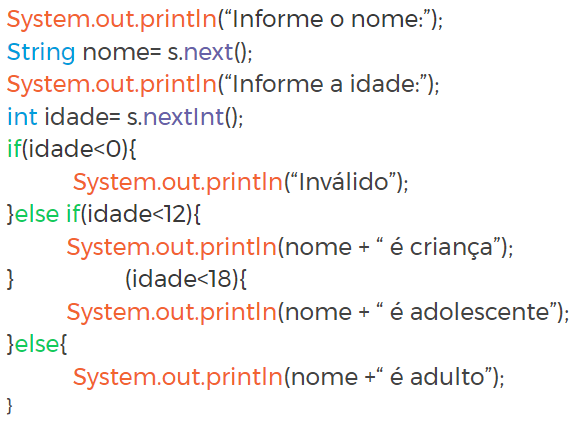 System.out.println(“Informe o nome:”);
String nome= s.next();
System.out.println(“Informe a idade:”);
int idade= s.nextInt();
if(idade<0){
System.out.println(“Inválido”);
}else if(idade<12){
System.out.println(nome + “ é criança”);
} (idade<18){
System.out.println(nome + “ é adolescente”);
}else{
System.out.println(nome +“ é adulto”);
}